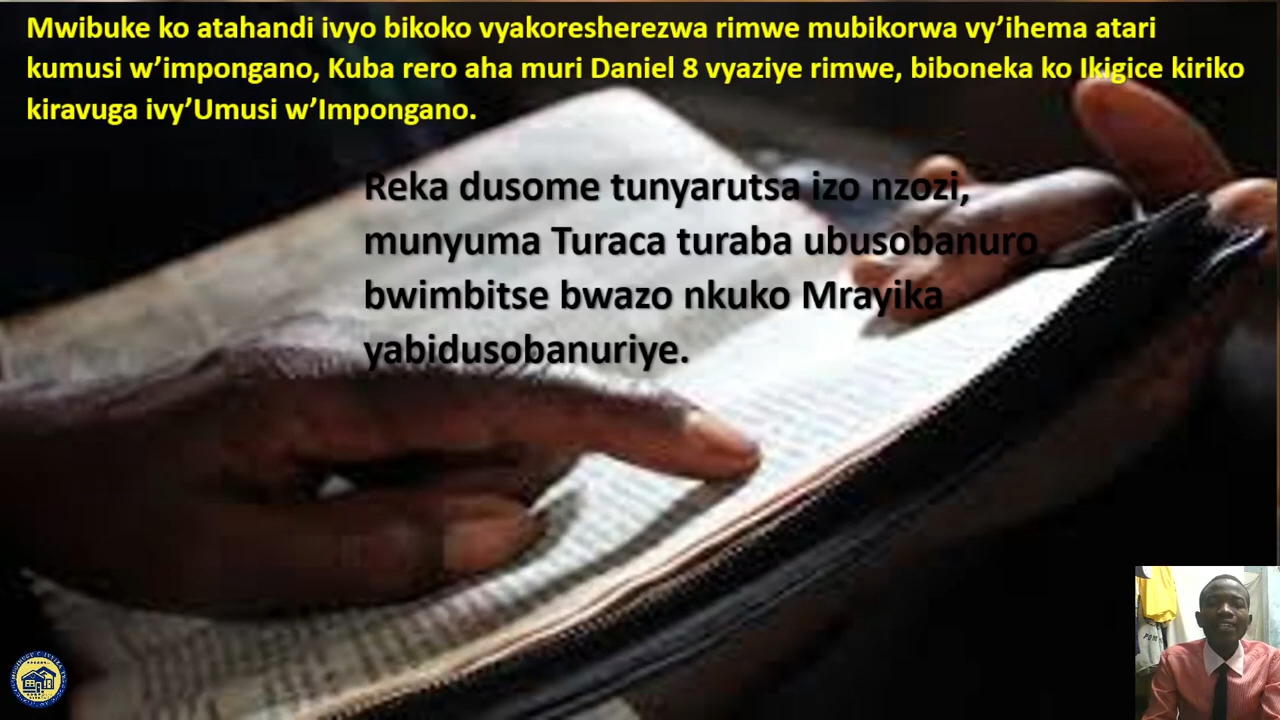 Mwibuke ko atahandi ivyo bikoko vyakoresherezwa rimwe mubikorwa vy’ihema atari
kumusi w’impongano, Kuba rero aha muri Daniel 8 vyaziye rimwe, biboneka ko Ikigice kiriko
kiravuga ivy’Umusi w’Impongano.
Reka dusome tunyarutsa izo nzozi,
munyuma Turaca turaba ubusobanuro
bwimbitse bwazo nkuko Mrayika
yabidusobanuriye.